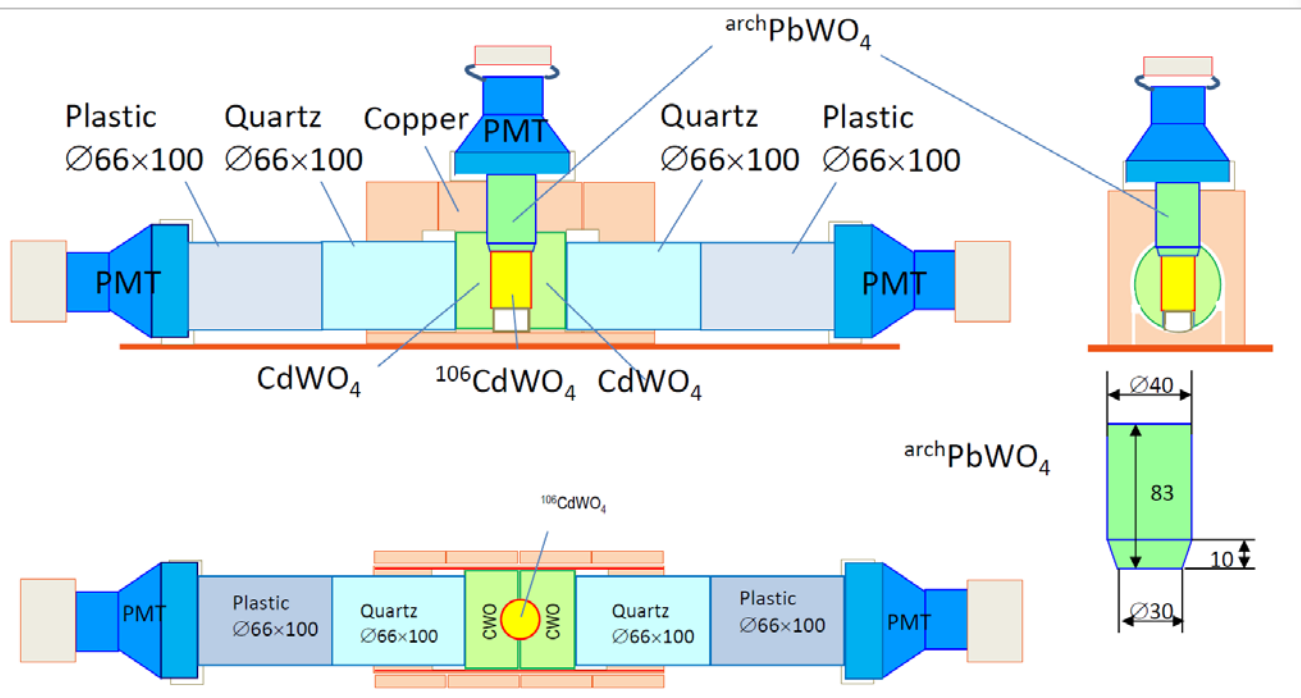 archPbWO4
Plastic
∅66×100
Quartz
∅66×100
Copper
PMT
Quartz
∅66×100
Plastic
∅66×100
PMT
PMT
CdWO4
106CdWO4
CdWO4
∅40
archPbWO4
83
10
∅30
106CdWO4
PMT
Plastic
∅66×100
Quartz
∅66×100
CWO
CWO
Quartz
∅66×100
Plastic
∅66×100
PMT